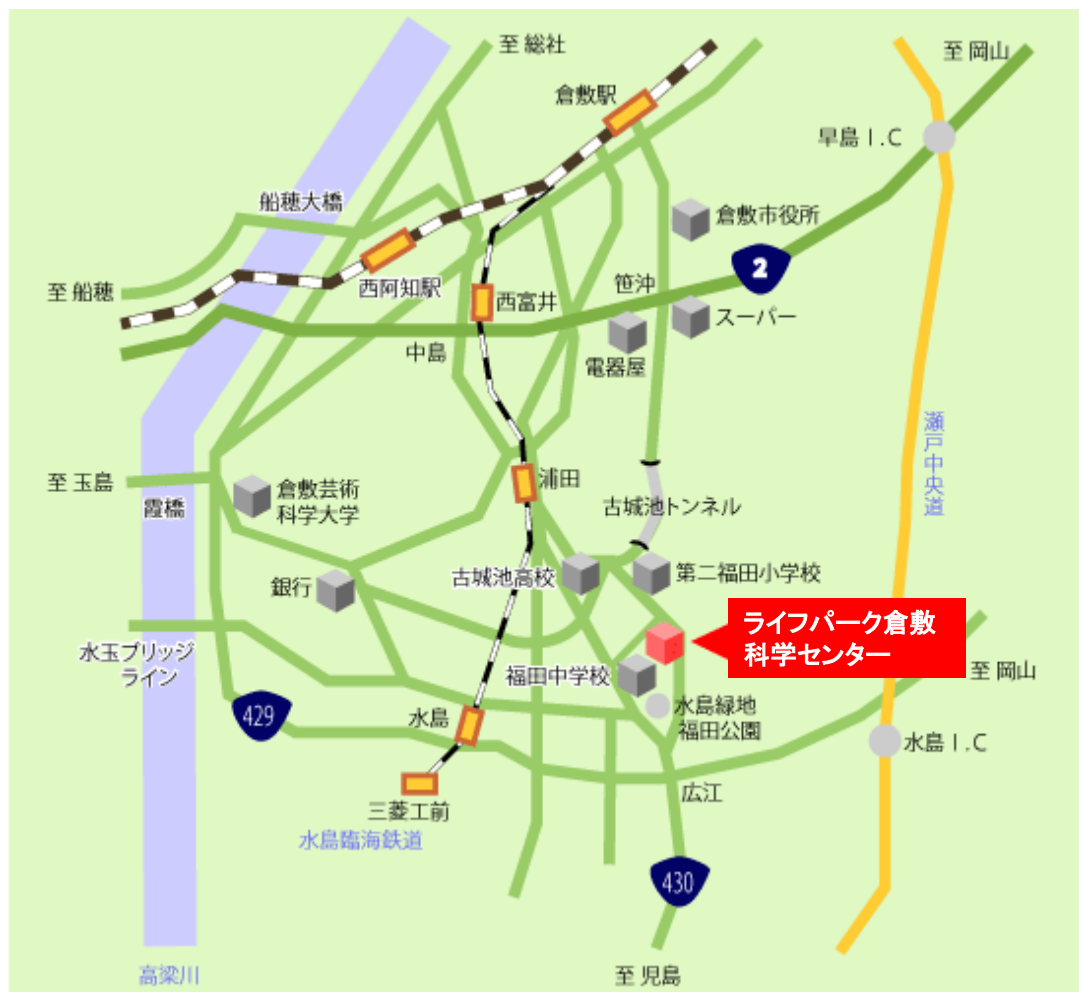 至 総社
至 岡山
倉敷駅
早島 I.C
船穂大橋
倉敷市役所
2
笹沖
至 船穂
西阿知駅
西富井
スーパー
中島
電器屋
瀬戸中央道
至 玉島
霞橋
倉敷芸術
科学大学
浦田
古城池トンネル
銀行
古城池高校
第二福田小学校
ライフパーク倉敷
科学センター
水玉ブリッジ
ライン
福田中学校
至 岡山
429
水島
水島緑地
福田公園
水島 I.C
三菱工前
広江
水島臨海鉄道
430
高梁川
至 児島